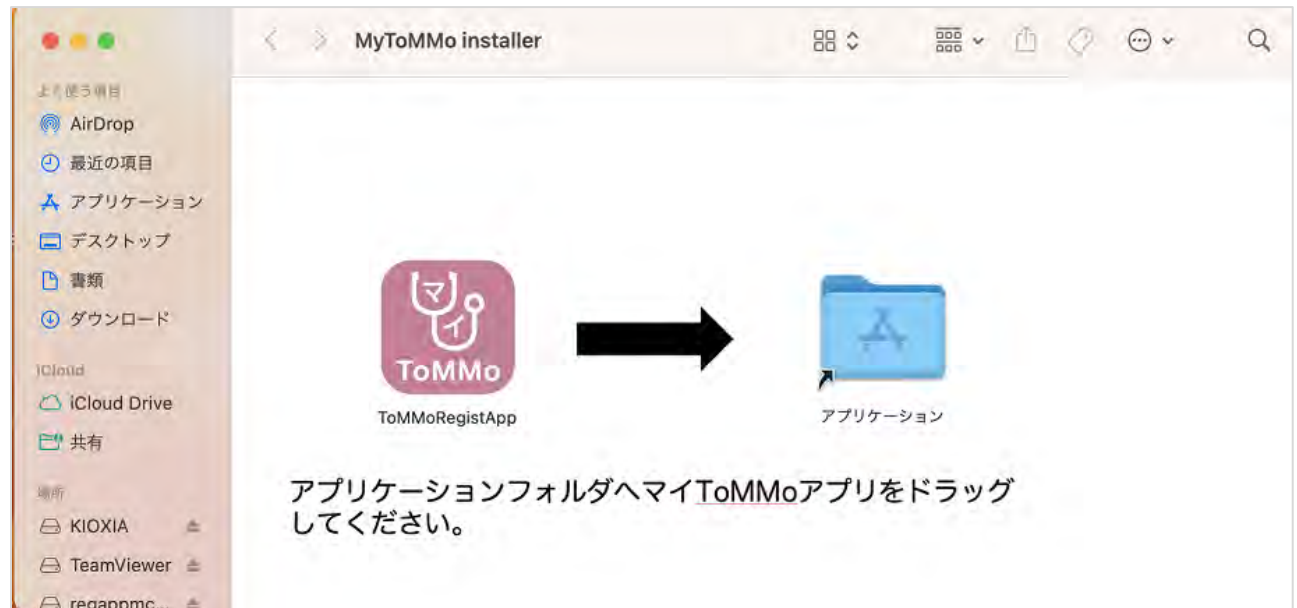 MyToMMo installer
よく使う項目
AirDrop
最近の項目
アプリケーション
デスクトップ
書類
ダウンロード
iCloud
iCloud Drive
共有
場所
KIOXIA
TeamViewer
regappmc...
マイ
ToMMo
ToMMoRegistApp
アプリケーション
アプリケーションフォルダへマイToMMoアプリをドラッグ
してください。